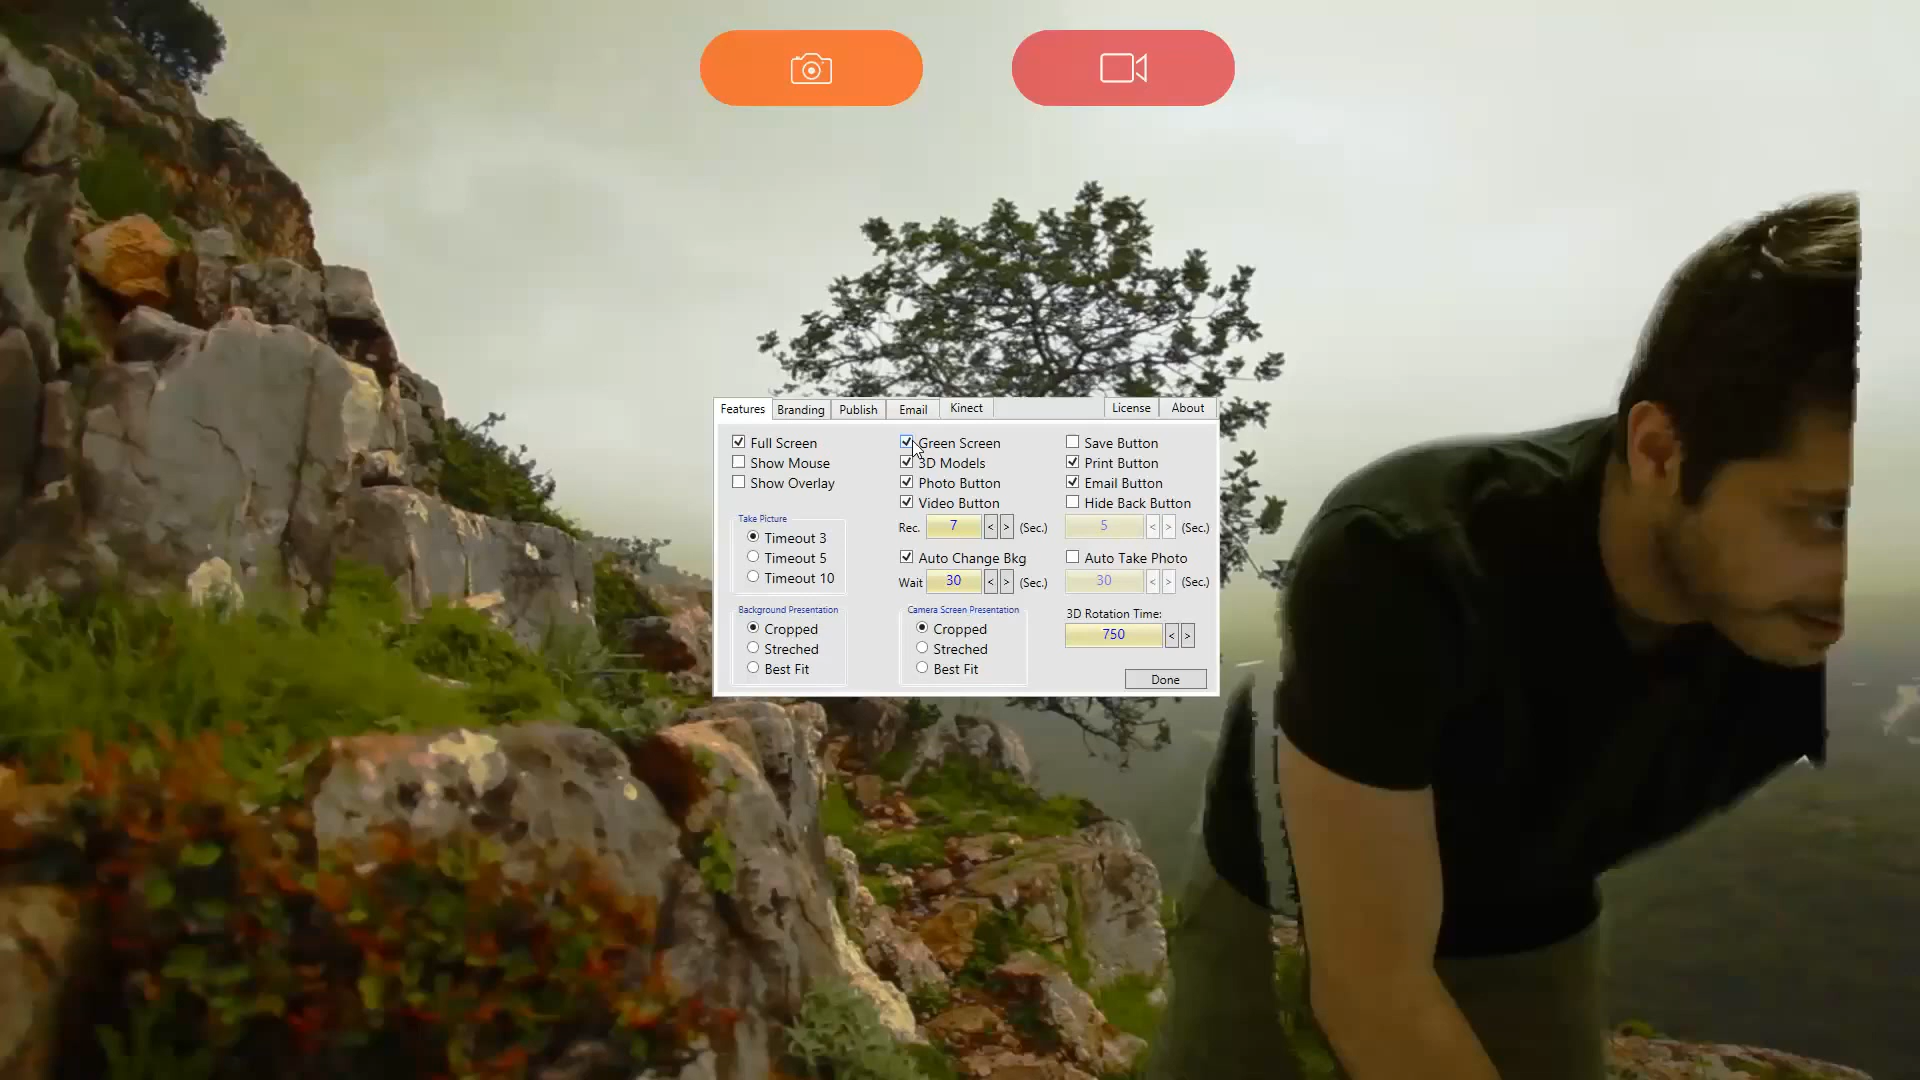 Features Branding Publish Email Kinect License About
Full Screen Green Screen Save Button
Show Mouse 3D Models Print Button
Show Overlay Photo Button Email Button
Video Button Hide Back Button
Take Picture
Rec. 7 < > (Sec.) 5 < > (Sec.)
Timeout 3
Timeout 5 Auto Change Bkg Auto Take Photo
Timeout 10 Wait 30 < > (Sec.) 30 < > (Sec.)
Background Presentation Camera Screen Presentation 3D Rotation Time:
Cropped Cropped 750 < >
Streched Streched
Best Fit Best Fit Done